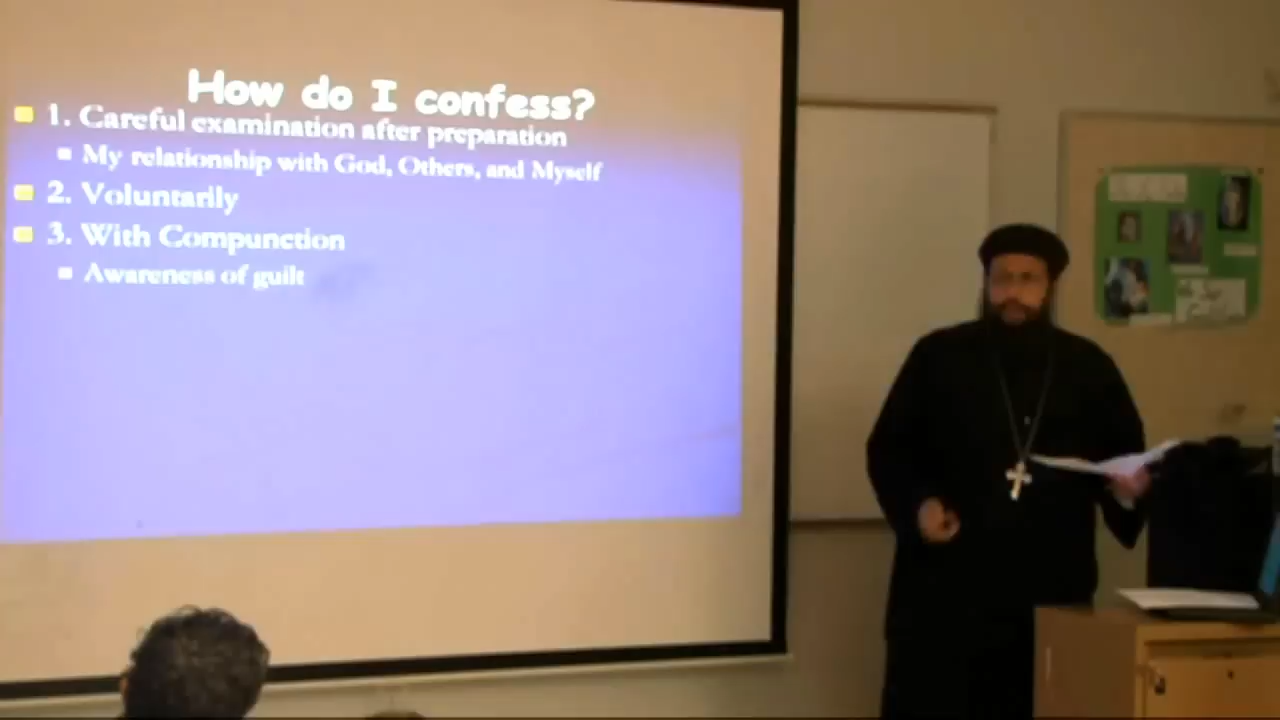 How do I confess?
1. Careful examination after preparation
My relationship with God, Others, and Myself
2. Voluntarily
3. With Compunction
Awareness of guilt